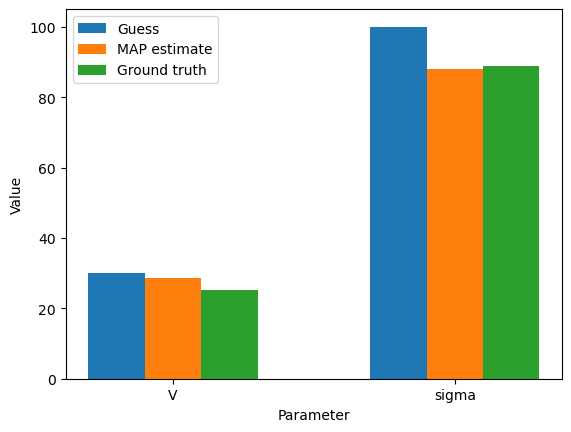 Guess
MAP estimate
Ground truth
100
80
60
40
20
0
Value
V
sigma
Parameter